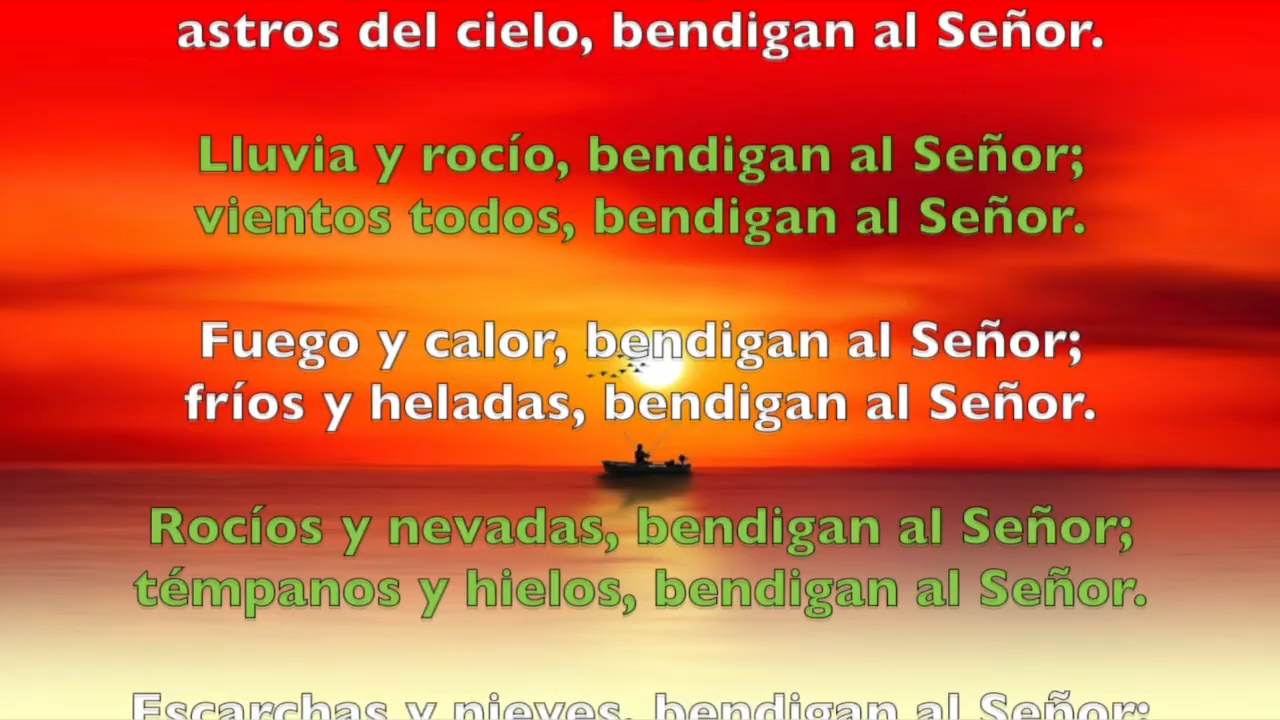 astros del cielo, bendigan al Señor.
Lluvia y rocío, bendigan al Señor;
vientos todos, bendigan al Señor.
Fuego y calor, bendigan al Señor;
fríos y heladas, bendigan al Señor.
Rocíos y nevadas, bendigan al Señor;
témpanos y hielos, bendigan al Señor.
Escarchas y nieves, bendigan al Señor;